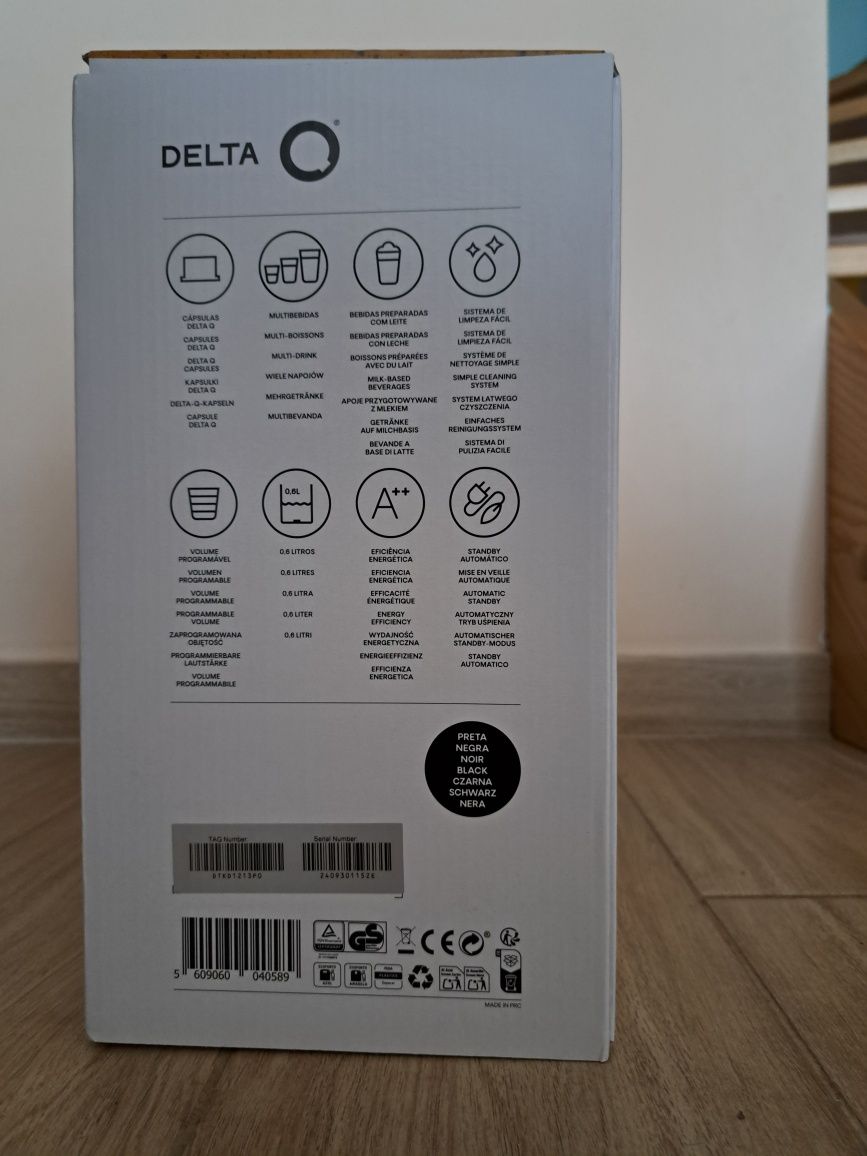 DELTA Q®
CÁPSULAS
DELTA Q
CAPSULES
DELTA Q
DELTA Q
CAPSULES
KAPSUŁKI
DELTA Q
DELTA-Q-KAPSELN
CAPSULE
DELTA Q
MULTIBEBIDAS
MULTI-BOISSONS
MULTI-DRINK
WIELE NAPOJÓW
MEHRGETRÄNKE
MULTIBEVANDA
BEBIDAS PREPARADAS
COM LEITE
BEBIDAS PREPARADAS
CON LECHE
BOISSONS PRÉPARÉES
AVEC DU LAIT
MILK-BASED
BEVERAGES
APOJE PRZYGOTOWYWANE
Z MLEKIEM
GETRÄNKE
AUF MILCHBASIS
BEVANDE A
BASE DI LATTE
SISTEMA DE
LIMPEZA FÁCIL
SISTEMA DE
LIMPIEZA FÁCIL
SYSTÈME DE
NETTOYAGE SIMPLE
SIMPLE CLEANING
SYSTEM
SYSTEM ŁATWEGO
CZYSZCZENIA
EINFACHES
REINIGUNGSSYSTEM
SISTEMA DI
PULIZIA FACILE
VOLUME
PROGRAMÁVEL
VOLUMEN
PROGRAMABLE
VOLUME
PROGRAMMABLE
PROGRAMMABLE
VOLUME
ZAPROGRAMOWANA
OBJĘTOŚĆ
PROGRAMMIERBARE
LAUTSTÄRKE
VOLUME
PROGRAMMABILE
0,6L
0,6 LITROS
0,6 LITRES
0,6 LITRA
0,6 LITER
0,6 LITRI
A++
EFICIÊNCIA
ENERGÉTICA
EFICIENCIA
ENERGÉTICA
EFFICACITÉ
ÉNERGÉTIQUE
ENERGY
EFFICIENCY
WYDAJNOŚĆ
ENERGETYCZNA
ENERGIEEFFIZIENZ
EFFICIENZA
ENERGETICA
STANDBY
AUTOMÁTICO
MISE EN VEILLE
AUTOMATIQUE
AUTOMATIC
STANDBY
AUTOMATYCZNY
TRYB UŚPIENIA
AUTOMATISCHER
STANDBY-MODUS
STANDBY
AUTOMATICO
PRETA
NEGRA
NOIR
BLACK
CZARNA
SCHWARZ
NERA
TAG Number
Serial Number
DTKD1213PO
24093011526
5 609060 040589
GS
CE
MADE IN PRC